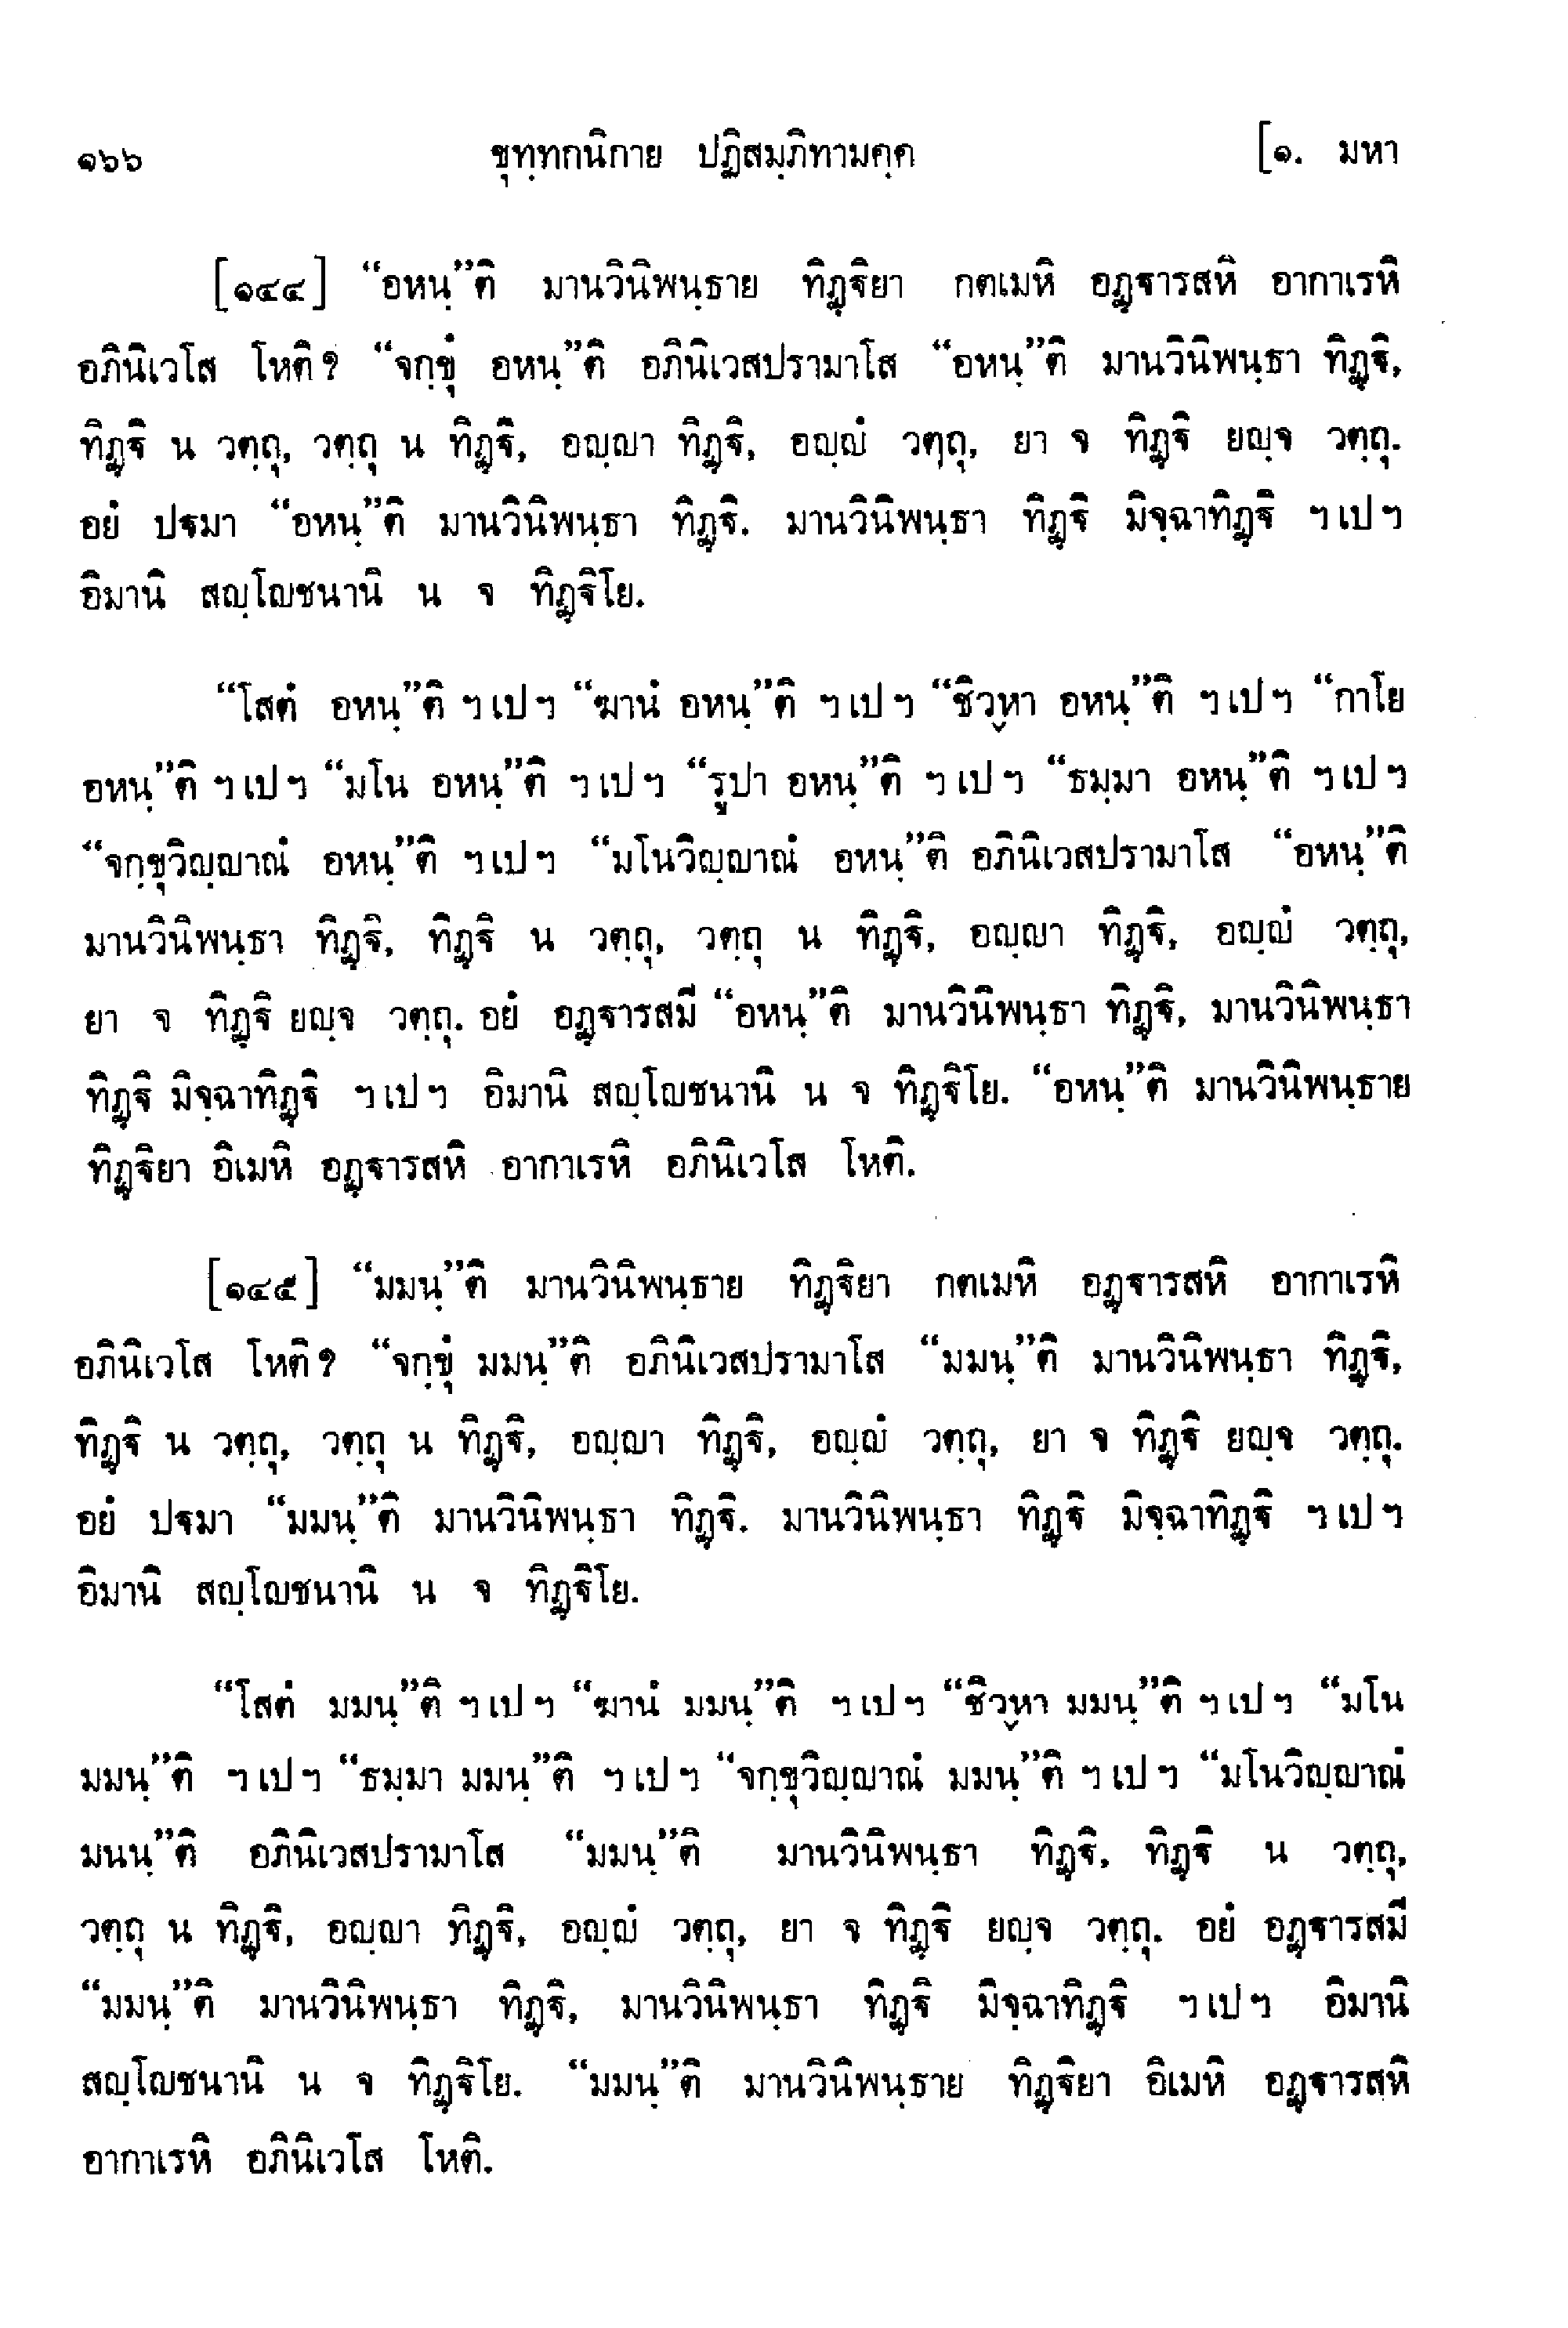 ๑๖๖ ขุทฺทกนิกาย ปฏิสมฺภิทามคฺค [๑. มหา
[๑๔๔] “อหนฺ”ติ มานวินิพนฺธาย ทิฏฺฐิยา กตเมหิ อฏฺฐารสหิ อากาเรหิ
อภินิเวโส โหติ? “จกฺขุํ อหนฺ”ติ อภินิเวสปรามาโส “อหนฺ”ติ มานวินิพนฺธา ทิฏฺฐิ,
ทิฏฺฐิ น วตฺถุ, วตฺถุ น ทิฏฺฐิ, อญฺญา ทิฏฺฐิ, อญฺญํ วตฺถุ, ยา จ ทิฏฺฐิ ยญฺจ วตฺถุ.
อยํ ปฐมา “อหนฺ”ติ มานวินิพนฺธา ทิฏฺฐิ. มานวินิพนฺธา ทิฏฺฐิ มิจฺฉาทิฏฺฐิ ฯเปฯ
อิมานิ สญฺโญชนานิ น จ ทิฏฺฐิโย.
“โสตํ อหนฺ”ติ ฯเปฯ “ฆานํ อหนฺ”ติ ฯเปฯ “ชิวฺหา อหนฺ”ติ ฯเปฯ “กาโย
อหนฺ”ติ ฯเปฯ “มโน อหนฺ”ติ ฯเปฯ “รูปา อหนฺ”ติ ฯเปฯ “ธมฺมา อหนฺ”ติ ฯเปฯ
“จกฺขุวิญฺญาณํ อหนฺ”ติ ฯเปฯ “มโนวิญฺญาณํ อหนฺ”ติ อภินิเวสปรามาโส “อหนฺ”ติ
มานวินิพนฺธา ทิฏฺฐิ, ทิฏฺฐิ น วตฺถุ, วตฺถุ น ทิฏฺฐิ, อญฺญา ทิฏฺฐิ, อญฺญํ วตฺถุ,
ยา จ ทิฏฺฐิ ยญฺจ วตฺถุ. อยํ อฏฺฐารสมี “อหนฺ”ติ มานวินิพนฺธา ทิฏฺฐิ, มานวินิพนฺธา
ทิฏฺฐิ มิจฺฉาทิฏฺฐิ ฯเปฯ อิมานิ สญฺโญชนานิ น จ ทิฏฺฐิโย. “อหนฺ”ติ มานวินิพนฺธาย
ทิฏฺฐิยา อิเมหิ อฏฺฐารสหิ อากาเรหิ อภินิเวโส โหติ.
[๑๔๕] “มมนฺ”ติ มานวินิพนฺธาย ทิฏฺฐิยา กตเมหิ อฏฺฐารสหิ อากาเรหิ
อภินิเวโส โหติ? “จกฺขุํ มมนฺ”ติ อภินิเวสปรามาโส “มมนฺ”ติ มานวินิพนฺธา ทิฏฺฐิ,
ทิฏฺฐิ น วตฺถุ, วตฺถุ น ทิฏฺฐิ, อญฺญา ทิฏฺฐิ, อญฺญํ วตฺถุ, ยา จ ทิฏฺฐิ ยญฺจ วตฺถุ.
อยํ ปฐมา “มมนฺ”ติ มานวินิพนฺธา ทิฏฺฐิ. มานวินิพนฺธา ทิฏฺฐิ มิจฺฉาทิฏฺฐิ ฯเปฯ
อิมานิ สญฺโญชนานิ น จ ทิฏฺฐิโย.
“โสตํ มมนฺ”ติ ฯเปฯ “ฆานํ มมนฺ”ติ ฯเปฯ “ชิวฺหา มมนฺ”ติ ฯเปฯ “มโน
มมนฺ”ติ ฯเปฯ “ธมฺมา มมนฺ”ติ ฯเปฯ “จกฺขุวิญฺญาณํ มมนฺ”ติ ฯเปฯ “มโนวิญฺญาณํ
มนนฺ”ติ อภินิเวสปรามาโส “มมนฺ”ติ มานวินิพนฺธา ทิฏฺฐิ, ทิฏฺฐิ น วตฺถุ,
วตฺถุ น ทิฏฺฐิ, อญฺญา ทิฏฺฐิ, อญฺญํ วตฺถุ, ยา จ ทิฏฺฐิ ยญฺจ วตฺถุ. อยํ อฏฺฐารสมี
“มมนฺ”ติ มานวินิพนฺธา ทิฏฺฐิ, มานวินิพนฺธา ทิฏฺฐิ มิจฺฉาทิฏฺฐิ ฯเปฯ อิมานิ
สญฺโญชนานิ น จ ทิฏฺฐิโย. “มมนฺ”ติ มานวินิพนฺธาย ทิฏฺฐิยา อิเมหิ อฏฺฐารสหิ
อากาเรหิ อภินิเวโส โหติ.